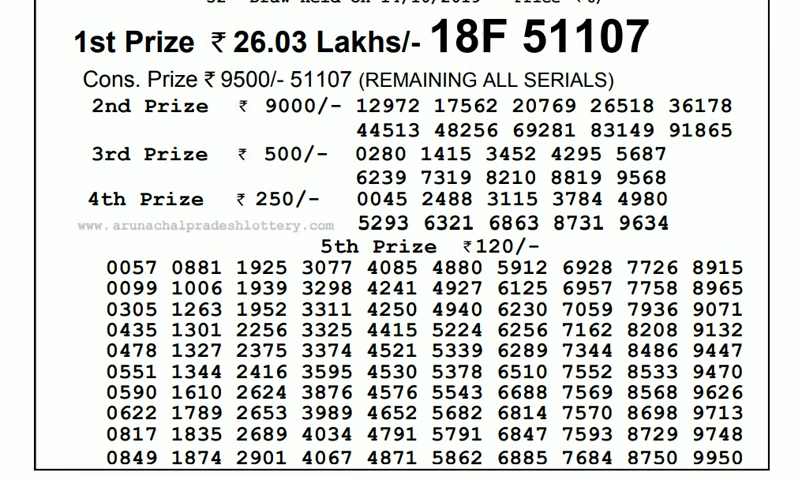 1st Prize ₹ 26.03 Lakhs/- 18F 51107
Cons. Prize ₹ 9500/- 51107 (REMAINING ALL SERIALS)
2nd Prize ₹ 9000/- 12972 17562 20769 26518 36178
44513 48256 69281 83149 91865
3rd Prize ₹ 500/- 0280 1415 3452 4295 5687
6239 7319 8210 8819 9568
4th Prize ₹ 250/- 0045 2488 3115 3784 4980
www.arunachalpradeshlottery.com 5293 6321 6863 8731 9634
5th Prize ₹120/-
0057 0881 1925 3077 4085 4880 5912 6928 7726 8915
0099 1006 1939 3298 4241 4927 6125 6957 7758 8965
0305 1263 1952 3311 4250 4940 6230 7059 7936 9071
0435 1301 2256 3325 4415 5224 6256 7162 8208 9132
0478 1327 2375 3374 4521 5339 6289 7344 8486 9447
0551 1344 2416 3595 4530 5378 6510 7552 8533 9470
0590 1610 2624 3876 4576 5543 6688 7569 8568 9626
0622 1789 2653 3989 4652 5682 6814 7570 8698 9713
0817 1835 2689 4034 4791 5791 6847 7593 8729 9748
0849 1874 2901 4067 4871 5862 6885 7684 8750 9950